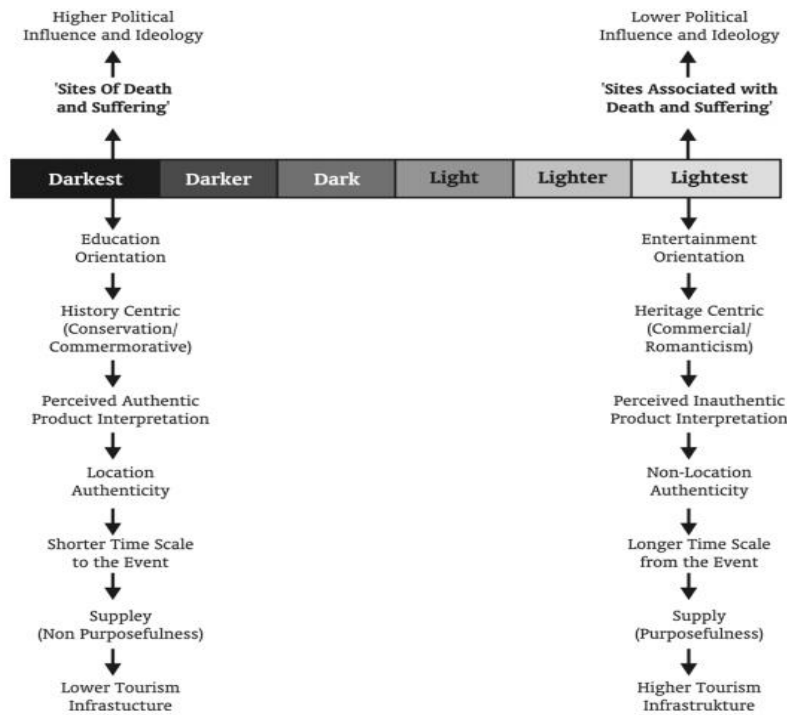 Higher Political
Influence and Ideology
Lower Political
Influence and Ideology
'Sites Of Death
and Suffering'
'Sites Associated with
Death and Suffering'
Darkest Darker Dark Light Lighter Lightest
Education
Orientation
Entertainment
Orientation
History Centric
(Conservation/
Commermorative)
Heritage Centric
(Commercial/
Romanticism)
Perceived Authentic
Product Interpretation
Perceived Inauthentic
Product Interpretation
Location
Authenticity
Non-Location
Authenticity
Shorter Time Scale
to the Event
Longer Time Scale
from the Event
Suppley
(Non Purposefulness)
Supply
(Purposefulness)
Lower Tourism
Infrastucture
Higher Tourism
Infrastrukture